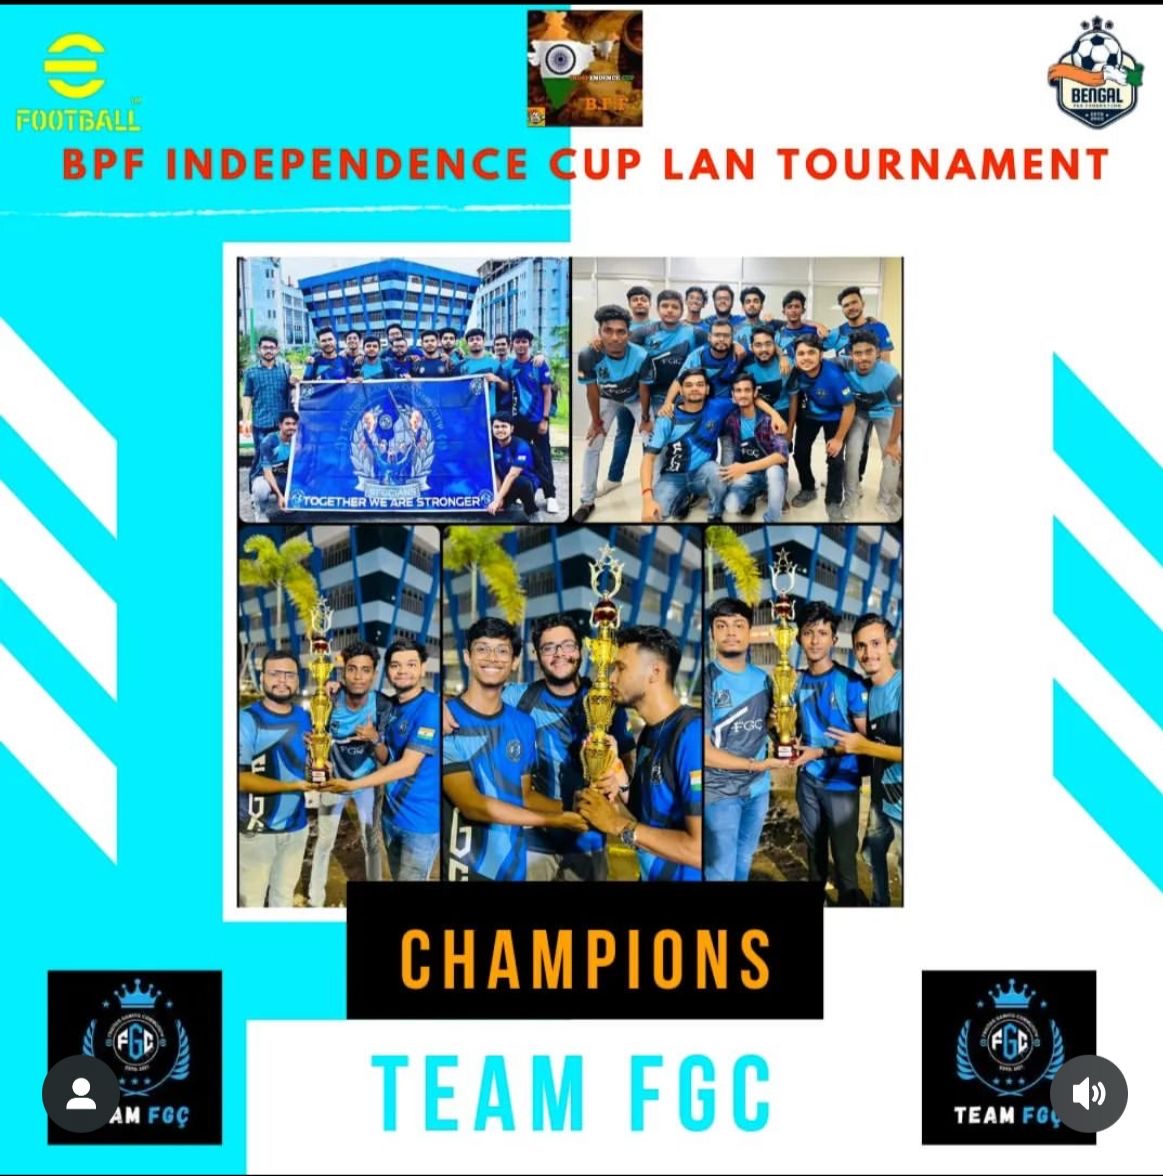 FOOTBALL
B.P.F
BENGAL
BPF INDEPENDENCE CUP LAN TOURNAMENT
FGC
TOGETHER WE ARE STRONGER
FGC
FGC
CHAMPIONS
FGC
FGC
TEAM FGC
AM FGÇ
TEAM FGÇ